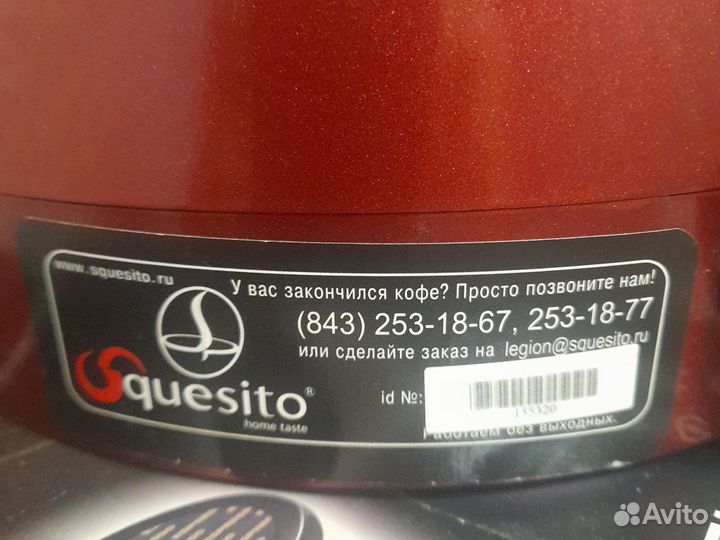 www.squesito.ru
У вас закончился кофе? Просто позвоните нам!
(843) 253-18-67, 253-18-77
или сделайте заказ на legion@squesito.ru
Squesito®
home taste
id №:
155320
Работаем без выходных.
Avito